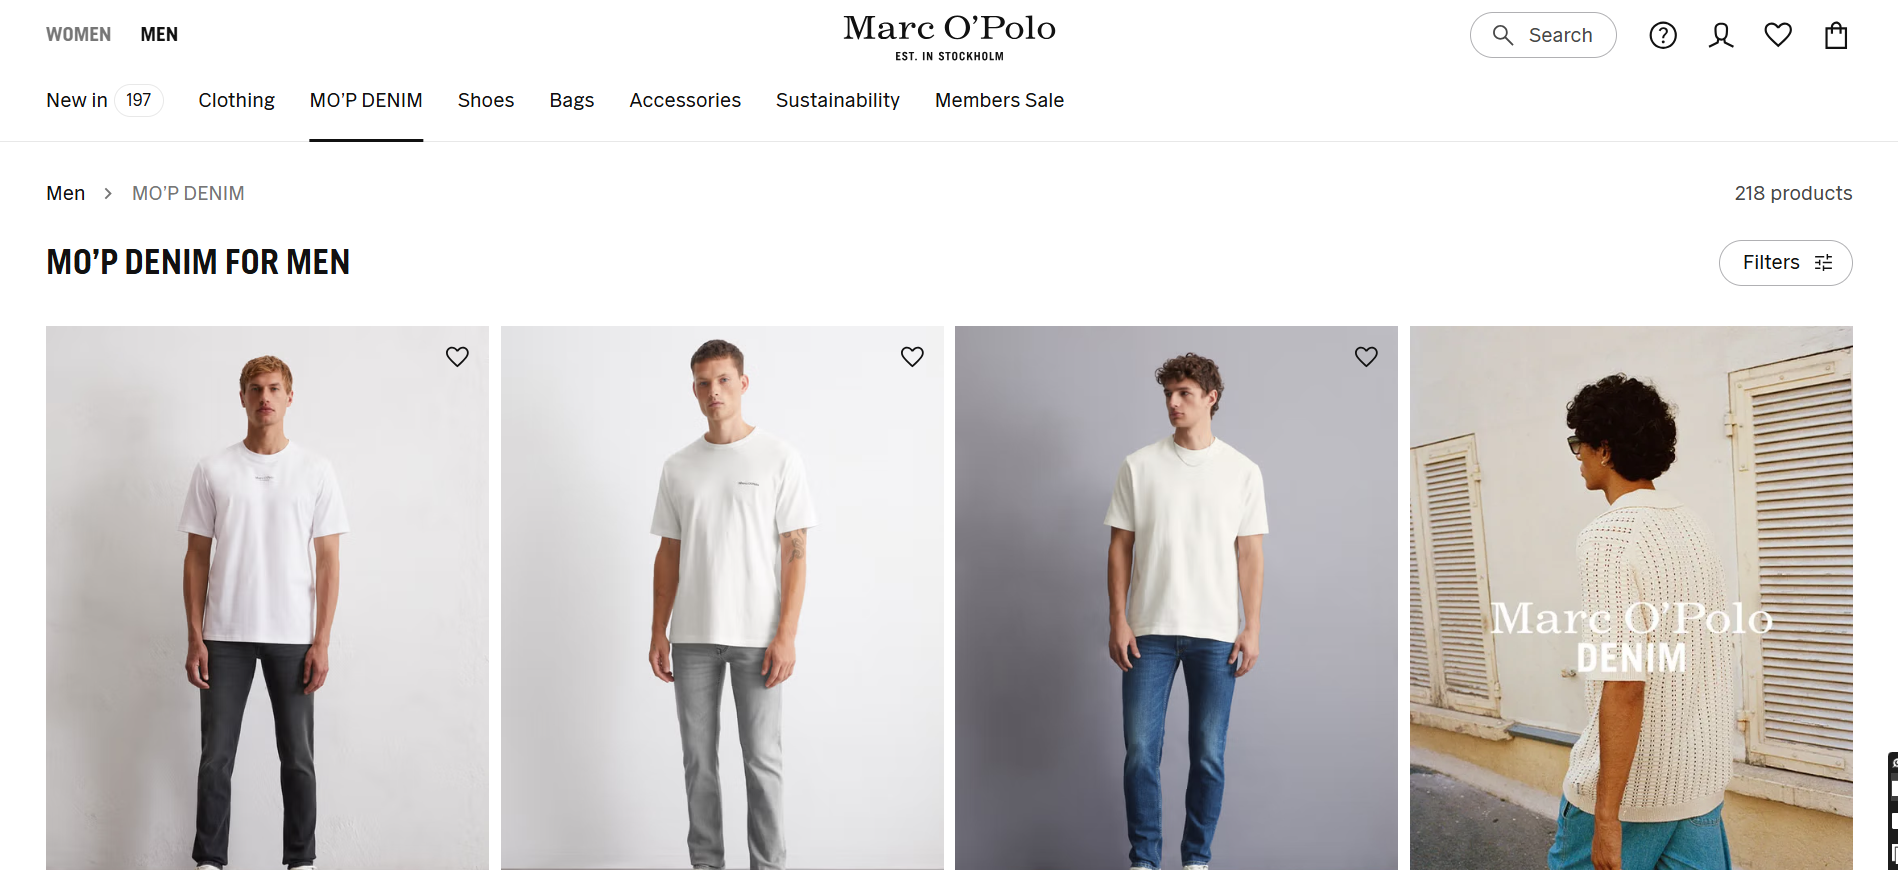 WOMEN MEN
Marc O'Polo
EST. IN STOCKHOLM
Search
New in 197 Clothing MO'P DENIM Shoes Bags Accessories Sustainability Members Sale
Men > MO'P DENIM
218 products
MO'P DENIM FOR MEN
Filters
Marc O'Polo
DENIM